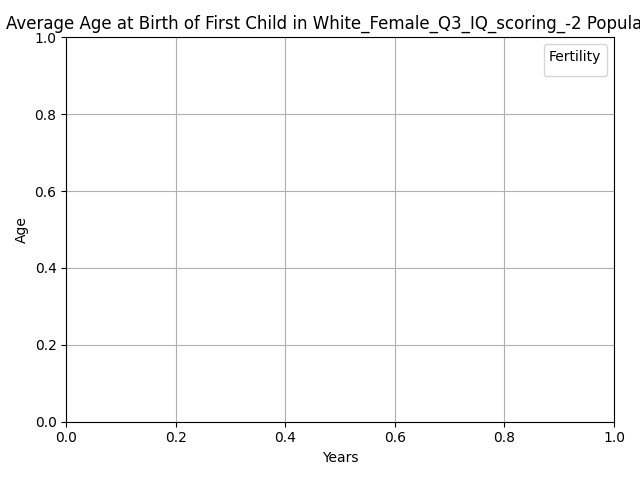 Average Age at Birth of First Child in White_Female_Q3_IQ_scoring_-2 Popula
Fertility
1.0
0.8
0.6
0.4
0.2
0.0
Age
0.0 0.2 0.4 0.6 0.8 1.0
Years